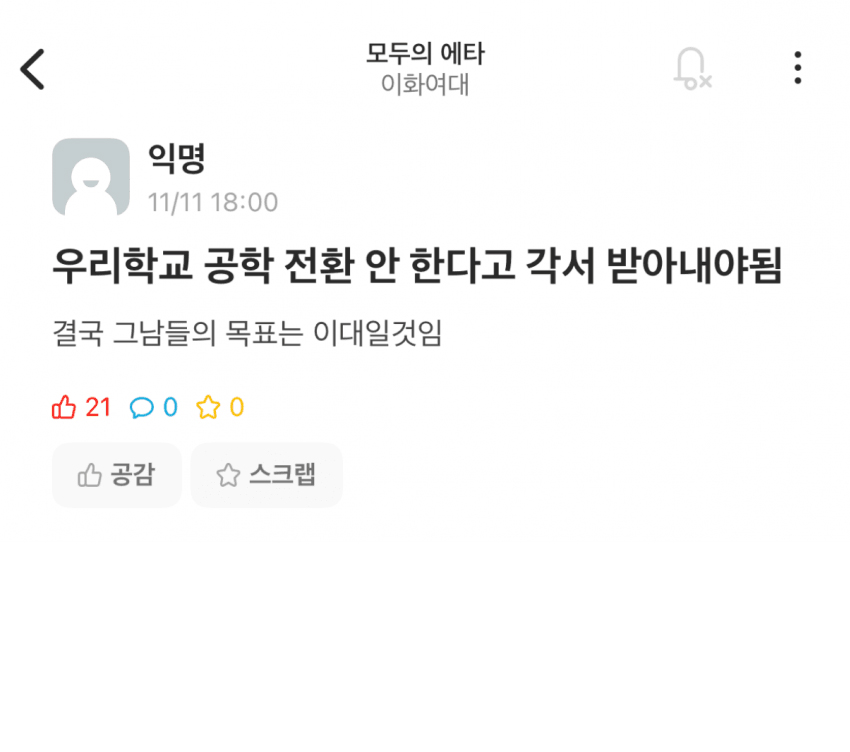 모두의 에타
이화여대
익명
11/11 18:00
우리학교 공학 전환 안 한다고 각서 받아내야됨
결국 그남들의 목표는 이대일것임
21 0 0
공감 스크랩